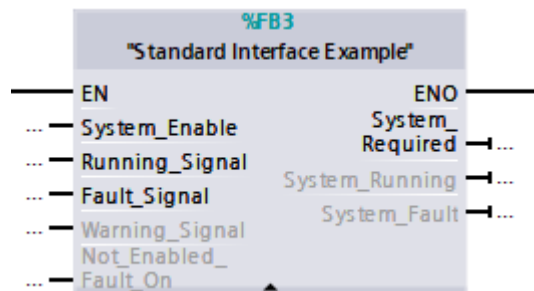 %FB3
"Standard Interface Example"
EN
ENO
... System_Enable
System_
Required ...
... Running_Signal
System_Running ...
... Fault_Signal
System_Fault ...
... Warning_Signal
Not_Enabled_
... Fault_On